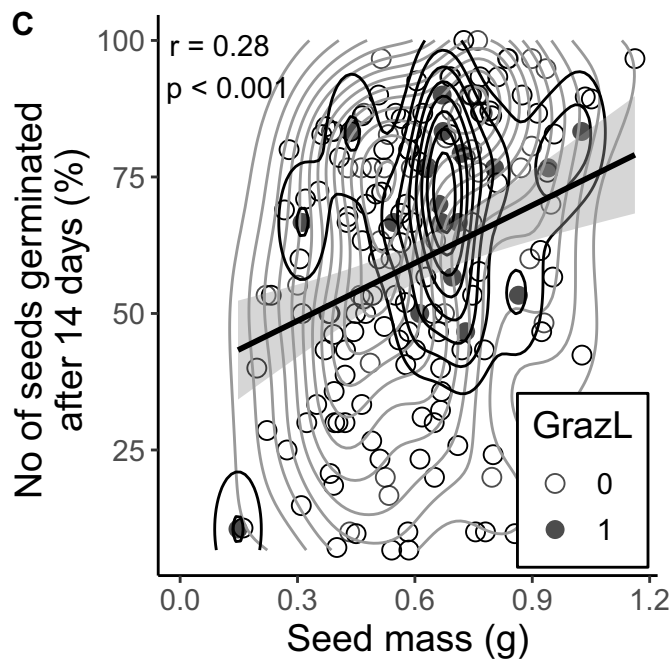 C
r = 0.28
p < 0.001
No of seeds germinated
after 14 days (%)
100
75
50
25
GrazL
0
1
0.0 0.3 0.6 0.9 1.2
Seed mass (g)